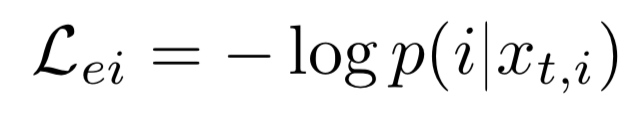 $\mathcal{L}_{ei} = -\log p(i|x_{t,i})$